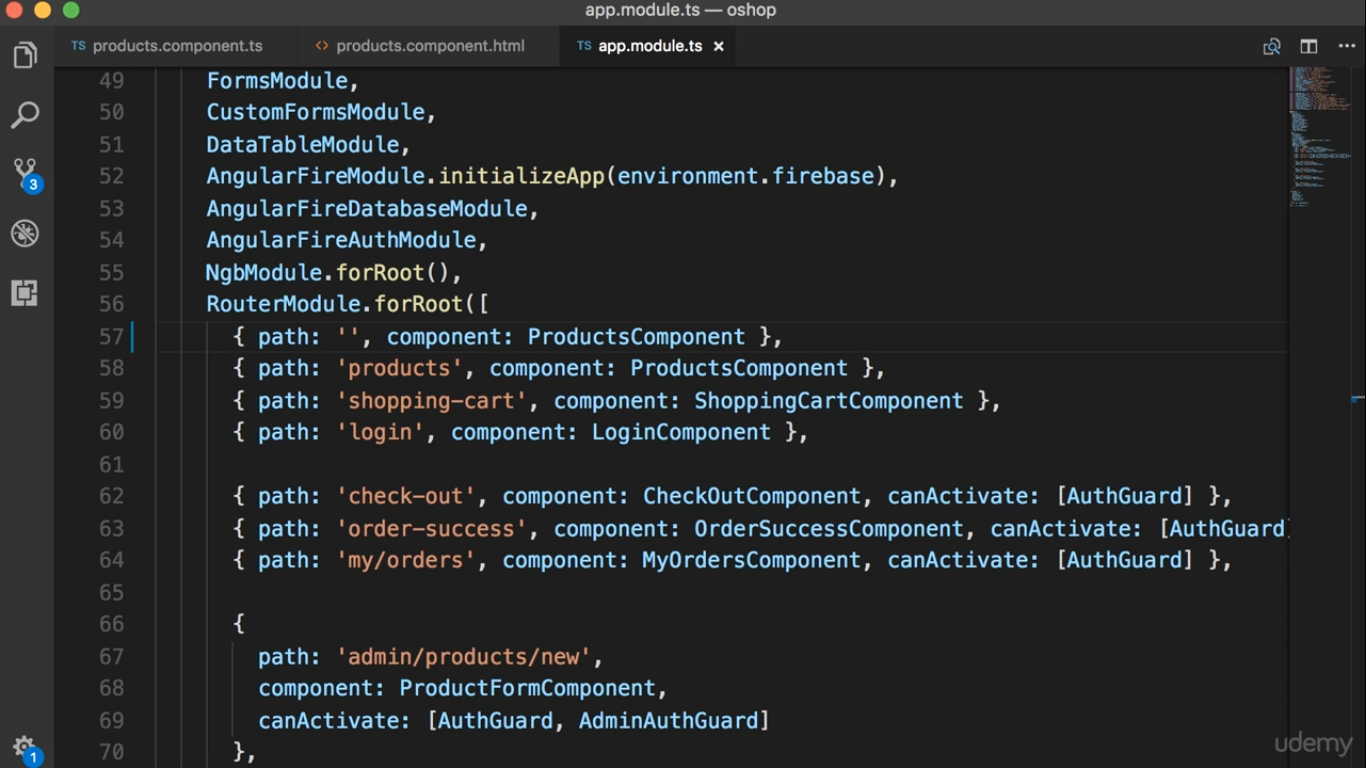 app.module.ts — oshop
TS products.component.ts <> products.component.html TS app.module.ts ×
49 FormsModule,
50 CustomFormsModule,
51 DataTableModule,
52 AngularFireModule.initializeApp(environment.firebase),
53 AngularFireDatabaseModule,
54 AngularFireAuthModule,
55 NgbModule.forRoot(),
56 RouterModule.forRoot([
57 { path: '', component: ProductsComponent },
58 { path: 'products', component: ProductsComponent },
59 { path: 'shopping-cart', component: ShoppingCartComponent },
60 { path: 'login', component: LoginComponent },
61
62 { path: 'check-out', component: CheckOutComponent, canActivate: [AuthGuard] },
63 { path: 'order-success', component: OrderSuccessComponent, canActivate: [AuthGuard]
64 { path: 'my/orders', component: MyOrdersComponent, canActivate: [AuthGuard] },
65
66 {
67 path: 'admin/products/new',
68 component: ProductFormComponent,
69 canActivate: [AuthGuard, AdminAuthGuard]
70 },
3
1
udemy